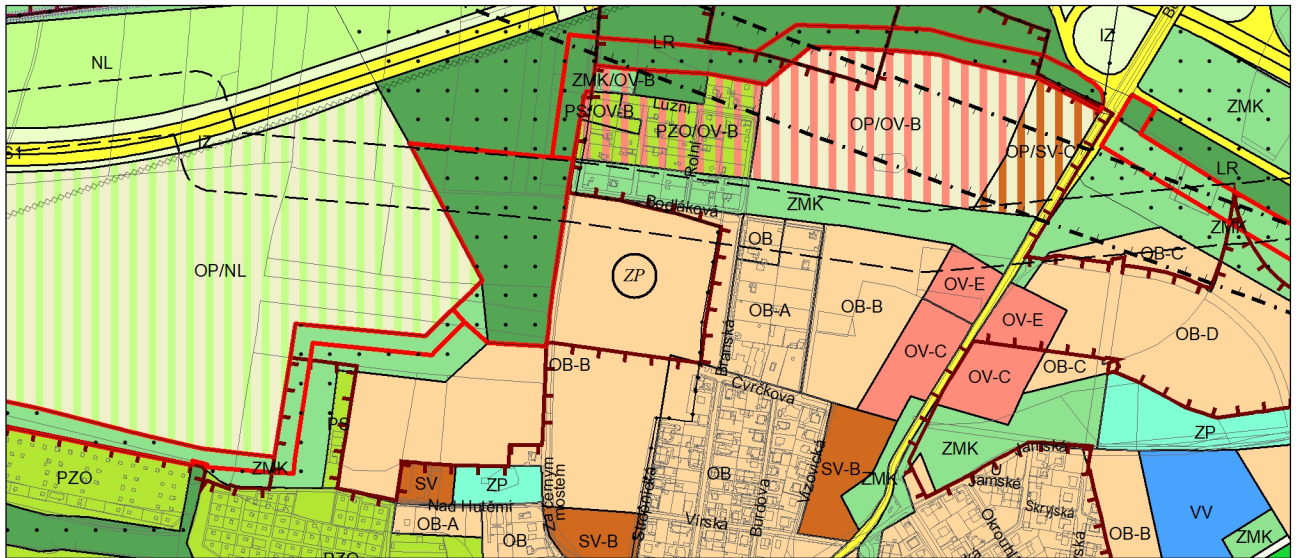 NL
LR
IZ
ZMK/OV-B
ZMK
PS/OV-B
Lužní
PZO/OV-B
OP/OV-B
Rolní
OP/SV-C
S1
IZ
LR
ZMK
Bodláková
ZMK
OB
OB-C
OP/NL
ZP
OV-E
OB-A
OB-B
OV-E
OB-D
Branská
OV-C
OB-B
OV-C
OB-C
Cvrčkova
PS
ZP
ZMK
Jamská
ZMK
PZO
SV
ZP
OB
Vizovická
SV-B
ZMK
Jamské
Nad Hutěmi
Za černým
mostem
OB-A
OB
SV-B
Vírská
Burdova
Skryjská
OB-B
VV
ZMK
PZO